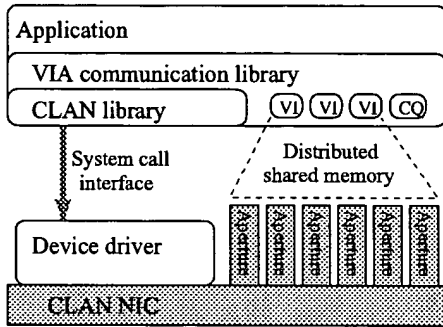 Application
VIA communication library
CLAN library
VI VI VI CQ
System call
interface
Distributed
shared memory
Device driver
Aperture Aperture Aperture Aperture Aperture Aperture
CLAN NIC